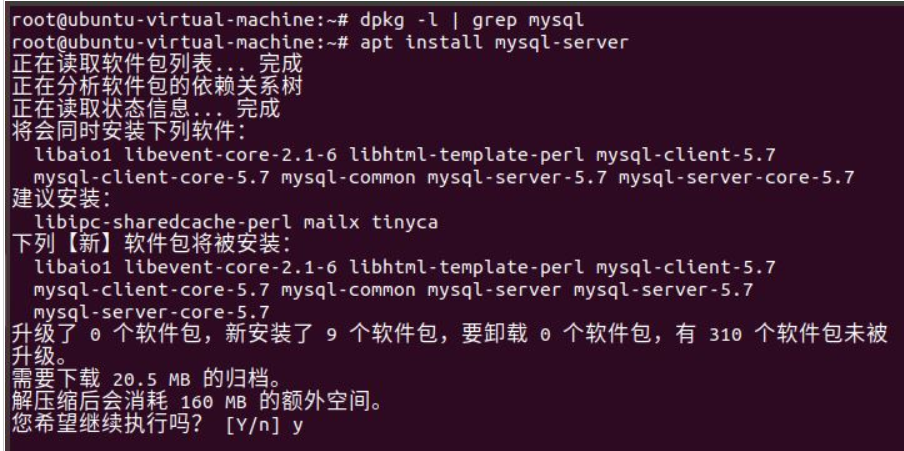 root@ubuntu-virtual-machine:~# dpkg -l | grep mysql
root@ubuntu-virtual-machine:~# apt install mysql-server
正在读取软件包列表... 完成
正在分析软件包的依赖关系树
正在读取状态信息... 完成
将会同时安装下列软件：
  libaio1 libevent-core-2.1-6 libhtml-template-perl mysql-client-5.7
  mysql-client-core-5.7 mysql-common mysql-server-5.7 mysql-server-core-5.7
建议安装：
  libipc-sharedcache-perl mailx tinyca
下列【新】软件包将被安装：
  libaio1 libevent-core-2.1-6 libhtml-template-perl mysql-client-5.7
  mysql-client-core-5.7 mysql-common mysql-server mysql-server-5.7
  mysql-server-core-5.7
升级了 0 个软件包，新安装了 9 个软件包，要卸载 0 个软件包，有 310 个软件包未被
升级。
需要下载 20.5 MB 的归档。
解压缩后会消耗 160 MB 的额外空间。
您希望继续执行吗？ [Y/n] y